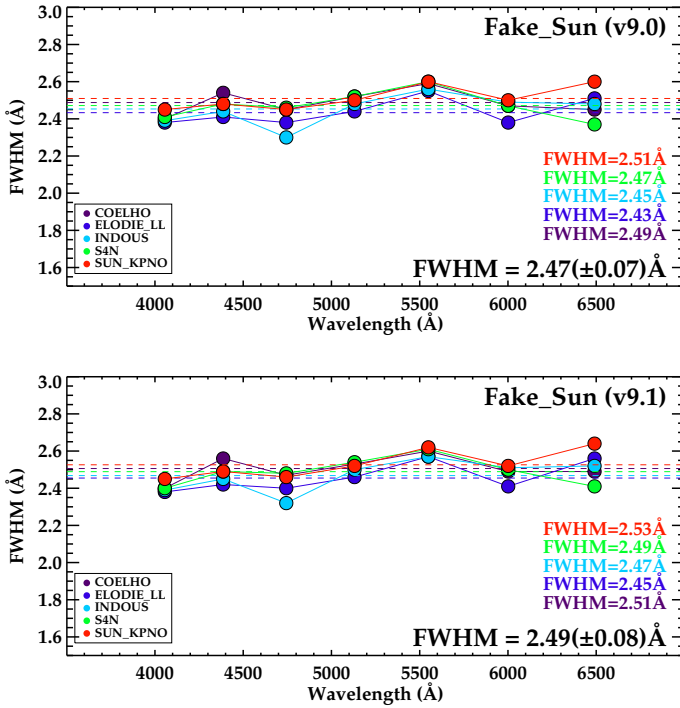 Fake_Sun (v9.0)
3.0
2.8
2.6
2.4
2.2
2.0
1.8
1.6
FWHM (Å)
FWHM=2.51Å
FWHM=2.47Å
FWHM=2.45Å
FWHM=2.43Å
FWHM=2.49Å
COELHO
ELODIE_LL
INDOUS
S4N
SUN_KPNO
FWHM = 2.47(±0.07)Å
4000 4500 5000 5500 6000 6500
Wavelength (Å)
Fake_Sun (v9.1)
3.0
2.8
2.6
2.4
2.2
2.0
1.8
1.6
FWHM (Å)
FWHM=2.53Å
FWHM=2.49Å
FWHM=2.47Å
FWHM=2.45Å
FWHM=2.51Å
COELHO
ELODIE_LL
INDOUS
S4N
SUN_KPNO
FWHM = 2.49(±0.08)Å
4000 4500 5000 5500 6000 6500
Wavelength (Å)